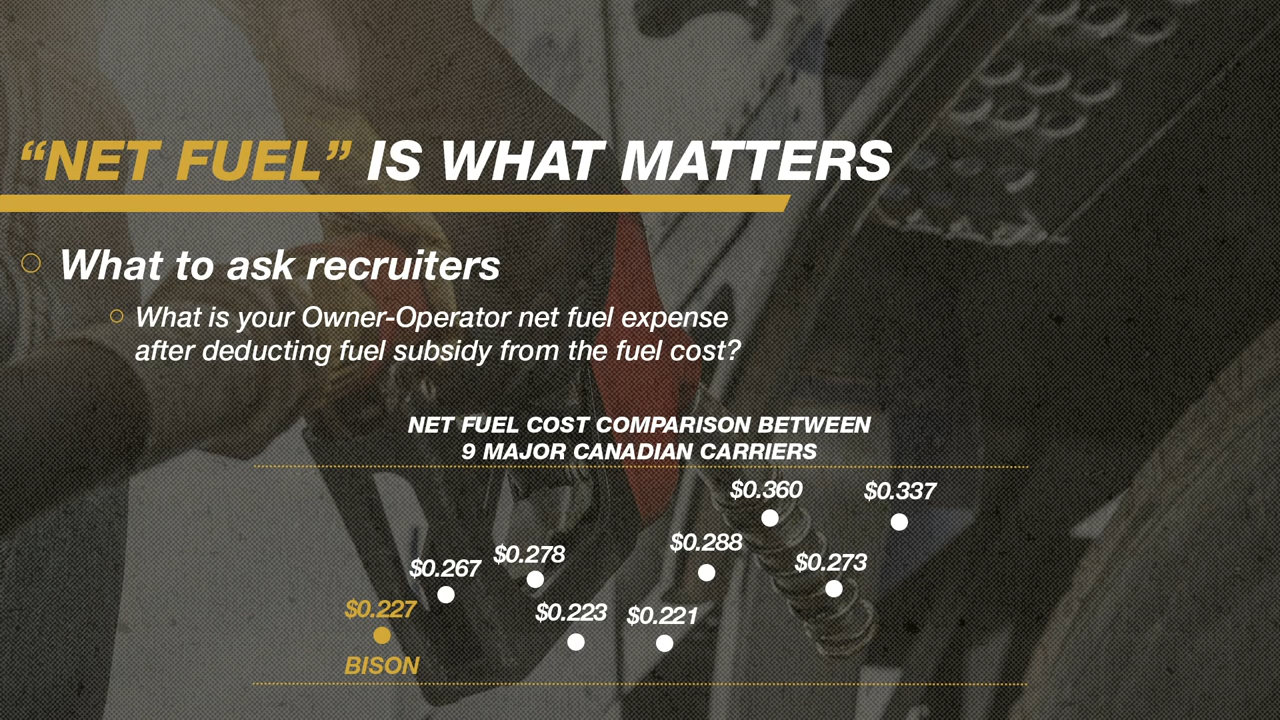 “NET FUEL” IS WHAT MATTERS
What to ask recruiters
What is your Owner-Operator net fuel expense
after deducting fuel subsidy from the fuel cost?
NET FUEL COST COMPARISON BETWEEN
9 MAJOR CANADIAN CARRIERS
$0.227
BISON
$0.267
$0.278
$0.223
$0.221
$0.288
$0.360
$0.273
$0.337